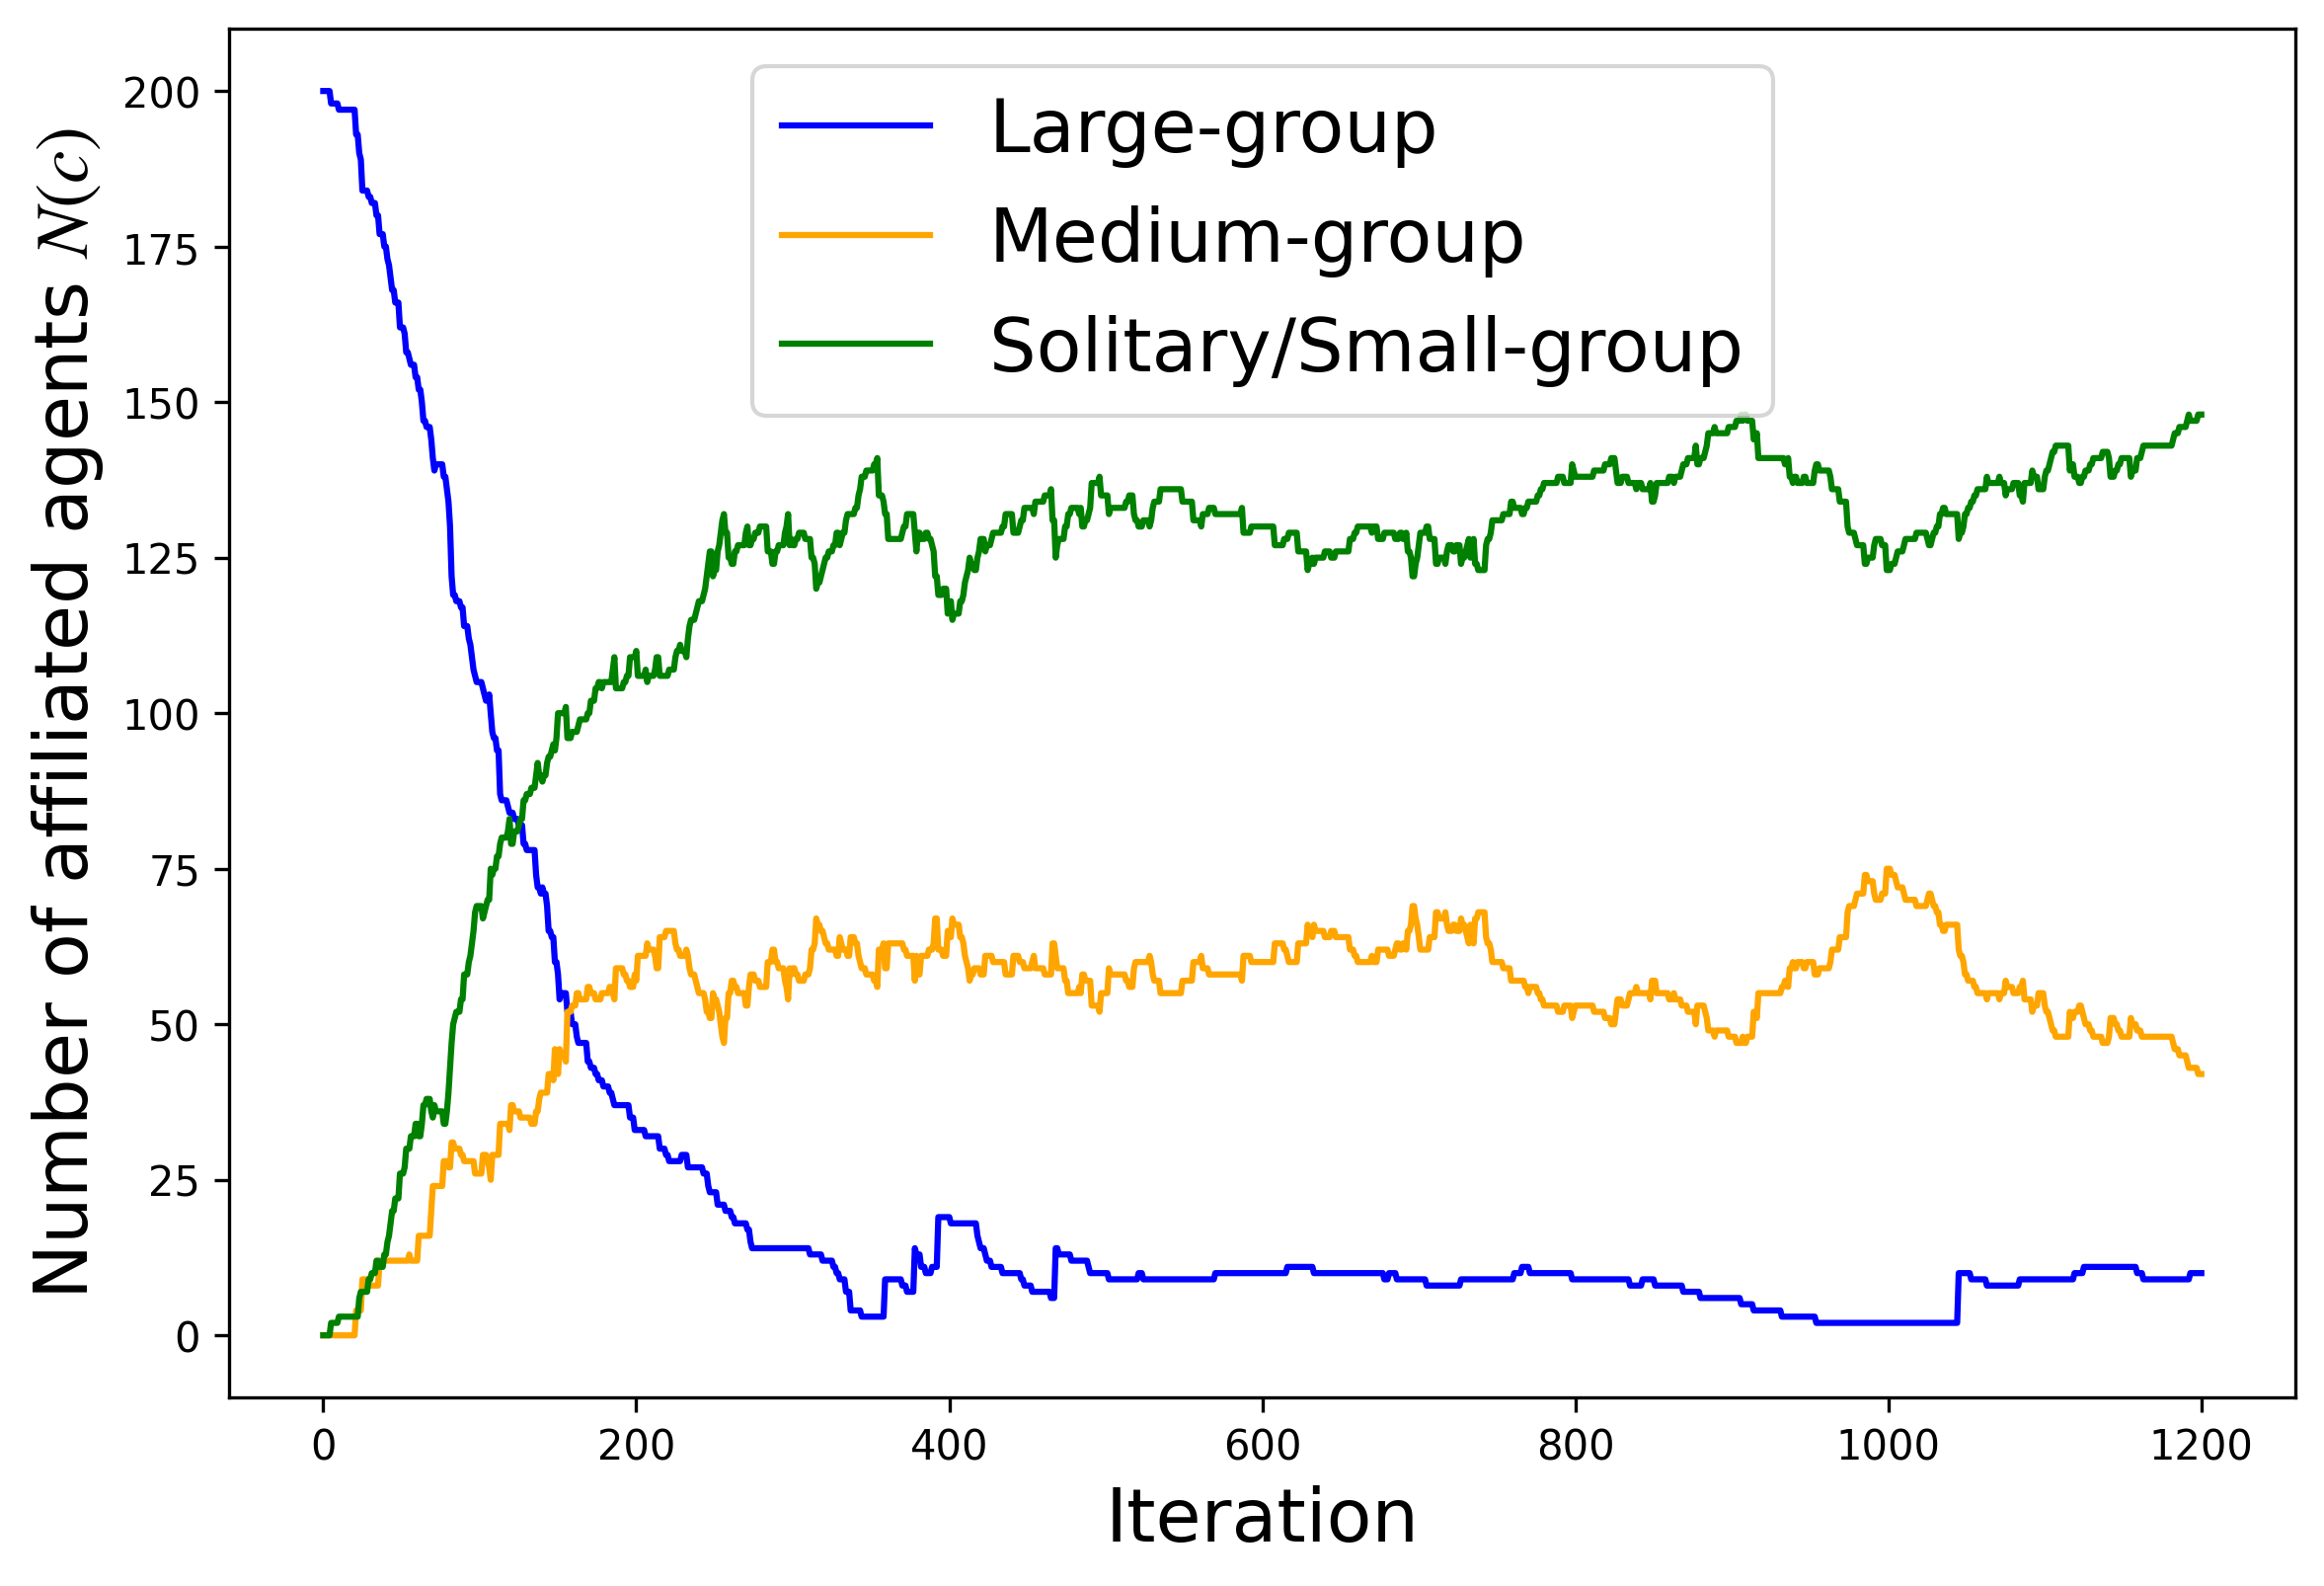 Number of affiliated agents N(c)
200
175
150
125
100
75
50
25
0
Large-group
Medium-group
Solitary/Small-group
0 200 400 600 800 1000 1200
Iteration